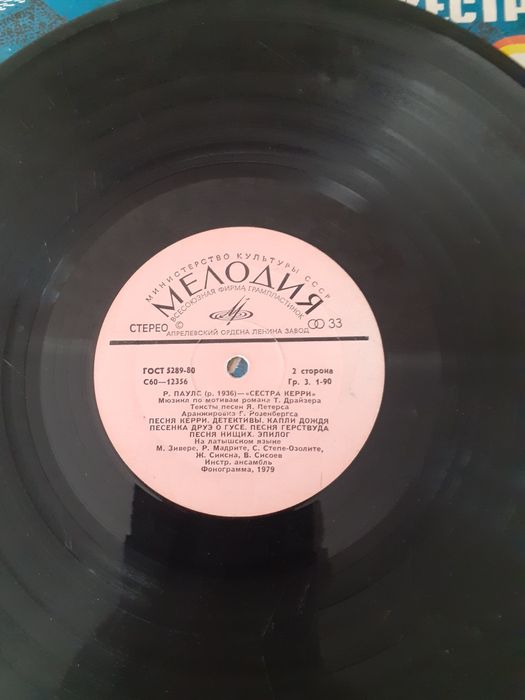 ЕСТР
МИНИСТЕРСТВО КУЛЬТУРЫ СССР
МЕЛОДИЯ
ВСЕСОЮЗНАЯ ФИРМА ГРАМПЛАСТИНОК
СТЕРЕО © 33
АПРЕЛЕВСКИЙ ОРДЕНА ЛЕНИНА ЗАВОД
ГОСТ 5289-80 2 сторона
С60—12356 Гр. 3. 1-90
Р. ПАУЛС (р. 1936)—«СЕСТРА КЕРРИ»
Мюзикл по мотивам романа Т. Драйзера
Тексты песен Я. Петерса
Аранжировка Г. Розенбергса
ПЕСНЯ КЕРРИ. ДЕТЕКТИВЫ. КАПЛИ ДОЖДЯ
ПЕСЕНКА ДРУЭ О ГУСЕ. ПЕСНЯ ГЕРСТВУДА
ПЕСНЯ НИЩИХ. ЭПИЛОГ
На латышском языке
М. Зивере, Р. Мадрите, С. Степе-Озолите,
Ж. Сиксна, В. Сисоев
Инстр. ансамбль
Фонограмма, 1979